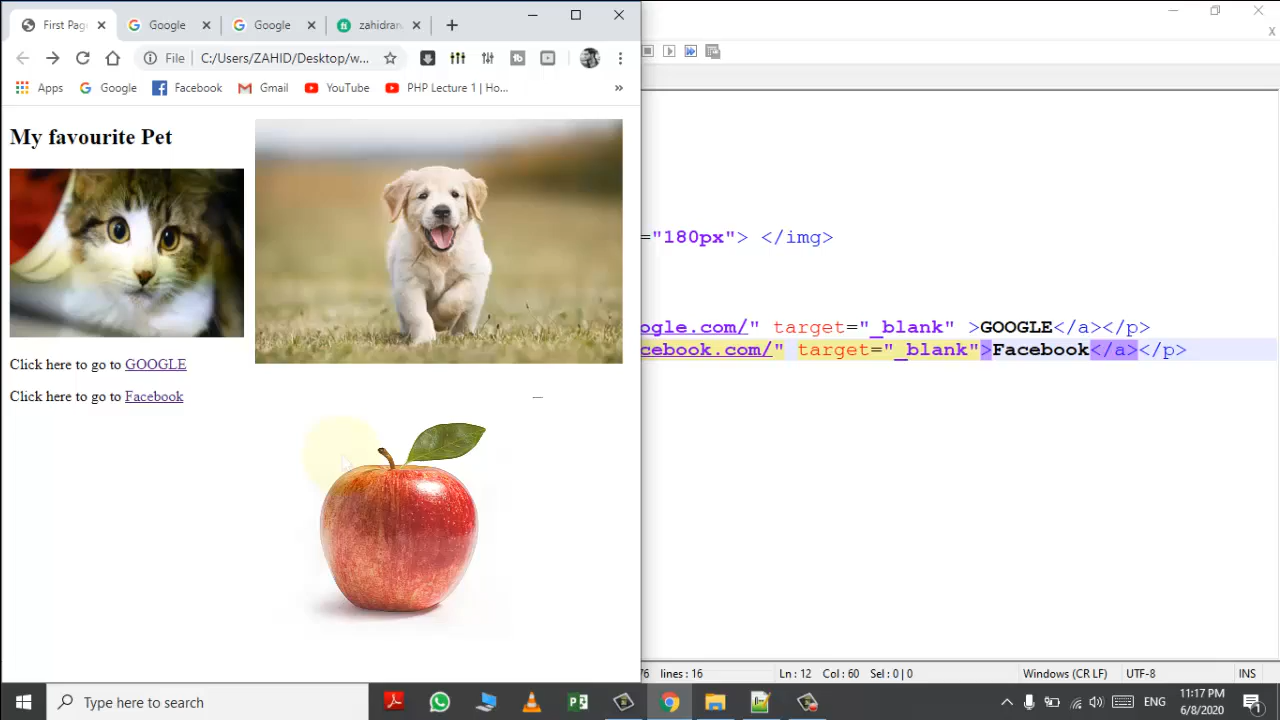 First Pag
Google
Google
zahidran
File
C:/Users/ZAHID/Desktop/w...
Apps
Google
Facebook
Gmail
YouTube
PHP Lecture 1 | Ho...
»
My favourite Pet
Click here to go to GOOGLE
Click here to go to Facebook
="180px"> </img>
ogle.com/" target="_blank" >GOOGLE</a></p>
cebook.com/" target="_blank">Facebook</a></p>
76 lines : 16
Ln : 12 Col : 60 Sel : 0 | 0
Windows (CR LF)
UTF-8
INS
Type here to search
ENG
11:17 PM
6/8/2020